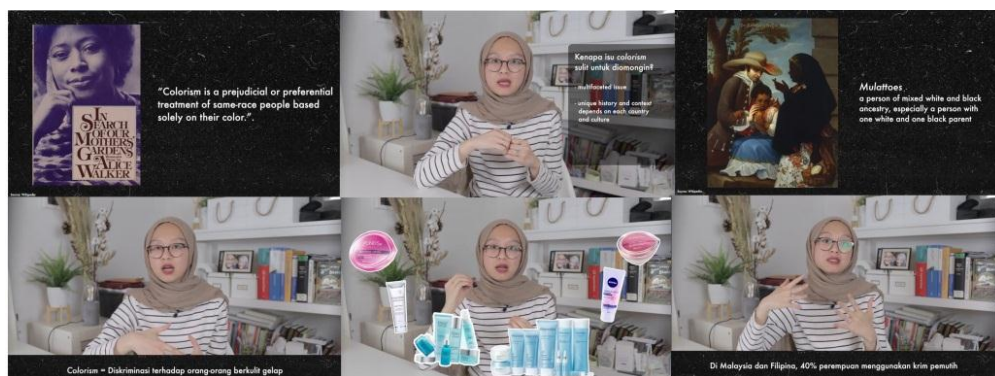 IN
SEARCH
OF OUR
MOTHERS'
GARDENS
ALICE
WALKER
"Colorism is a prejudicial or preferential
treatment of same-race people based
solely on their color.".
Kenapa isu colorism
sulit untuk diomongin?
- multifaceted issue
- unique history and context
depends on each country
and culture
Mulattoes
a person of mixed white and black
ancestry, especially a person with
one white and one black parent
Colorism = Diskriminasi terhadap orang-orang berkulit gelap
POND'S
NIVEA
Di Malaysia dan Filipina, 40% perempuan menggunakan krim pemutih